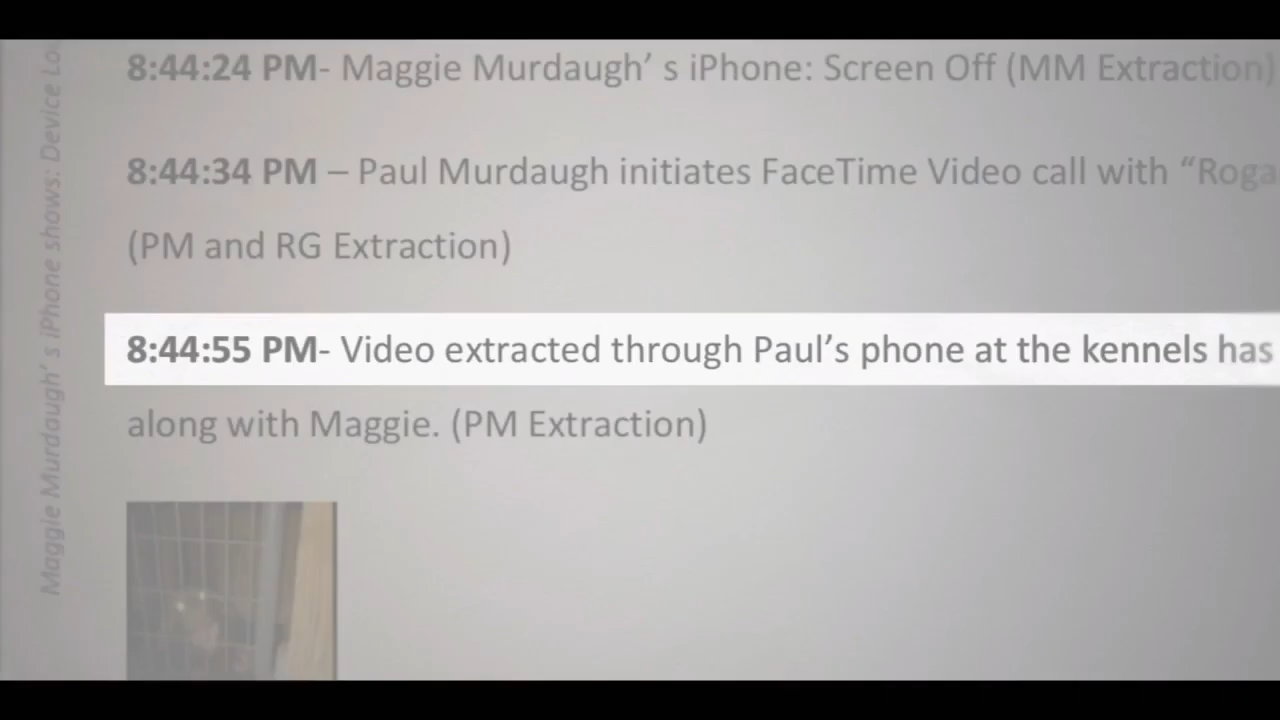 8:44:24 PM- Maggie Murdaugh’ s iPhone: Screen Off (MM Extraction)
8:44:34 PM – Paul Murdaugh initiates FaceTime Video call with “Roga
(PM and RG Extraction)
8:44:55 PM- Video extracted through Paul’s phone at the kennels has
along with Maggie. (PM Extraction)
Maggie Murdaugh’ s iPhone shows: Device Lo